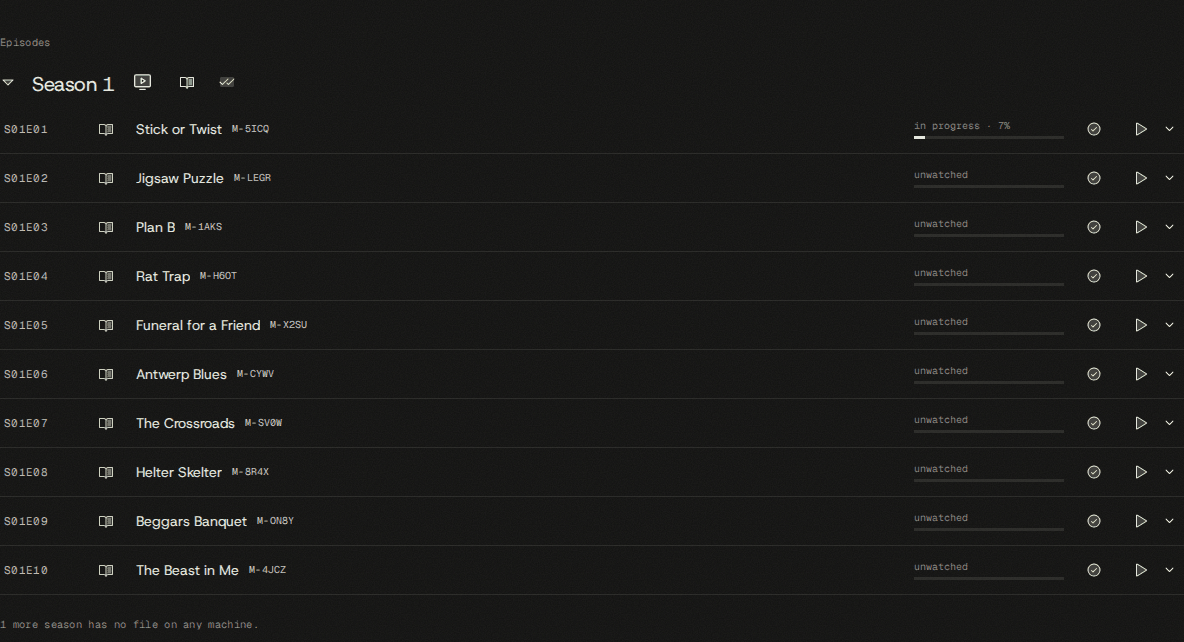 Episodes
Season 1
S01E01 Stick or Twist M-5ICQ in progress · 7%
S01E02 Jigsaw Puzzle M-LEGR unwatched
S01E03 Plan B M-1AKS unwatched
S01E04 Rat Trap M-H6OT unwatched
S01E05 Funeral for a Friend M-X2SU unwatched
S01E06 Antwerp Blues M-CYWV unwatched
S01E07 The Crossroads M-SV0W unwatched
S01E08 Helter Skelter M-8R4X unwatched
S01E09 Beggars Banquet M-ON8Y unwatched
S01E10 The Beast in Me M-4JCZ unwatched
1 more season has no file on any machine.